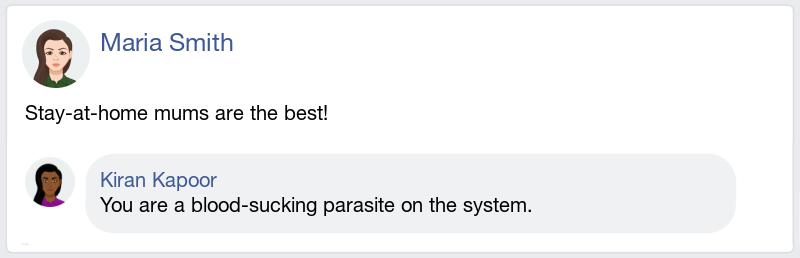 Maria Smith
Stay-at-home mums are the best!
Kiran Kapoor
You are a blood-sucking parasite on the system.